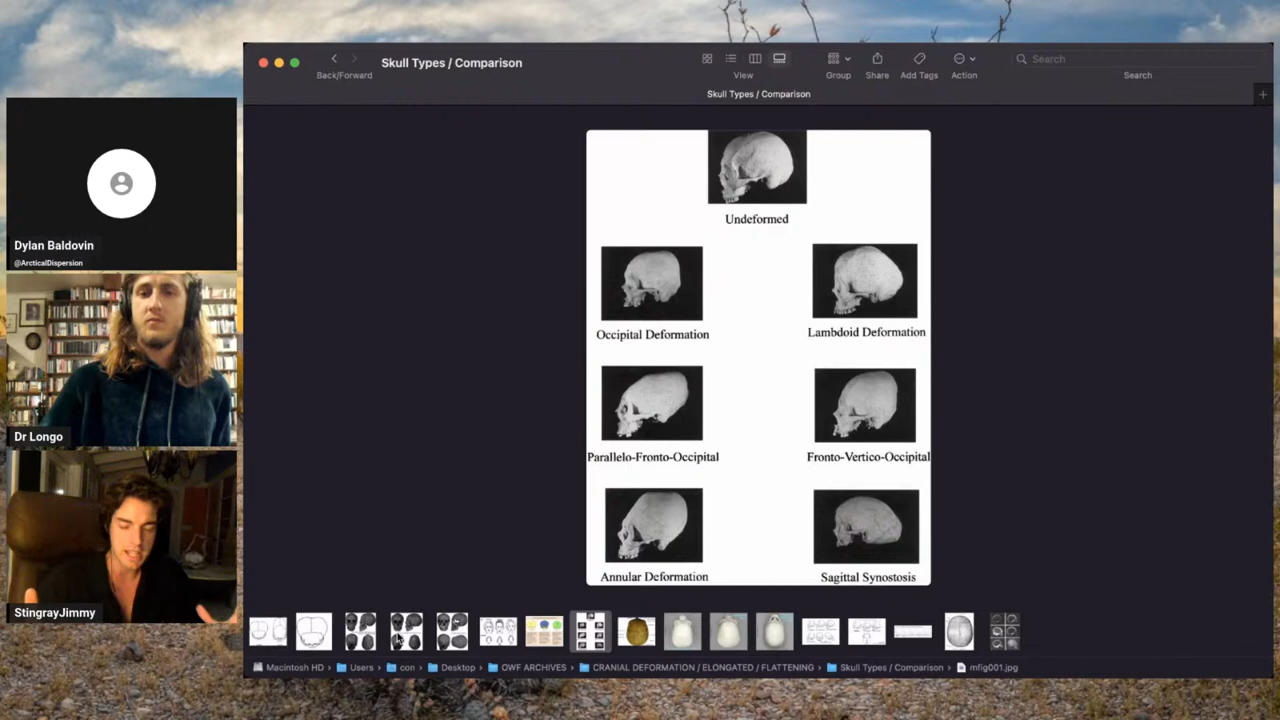 Skull Types / Comparison
Back/Forward
View
Group
Share
Add Tags
Action
Search
Search
Skull Types / Comparison
Undeformed
Occipital Deformation
Lambdoid Deformation
Parallelo-Fronto-Occipital
Fronto-Vertico-Occipital
Annular Deformation
Sagittal Synostosis
Macintosh HD
Users
con
Desktop
OWF ARCHIVES
CRANIAL DEFORMATION / ELONGATED / FLATTENING
Skull Types / Comparison
mfig001.jpg
Dylan Baldovin
@ArcticalDispersion
Dr Longo
StingrayJimmy